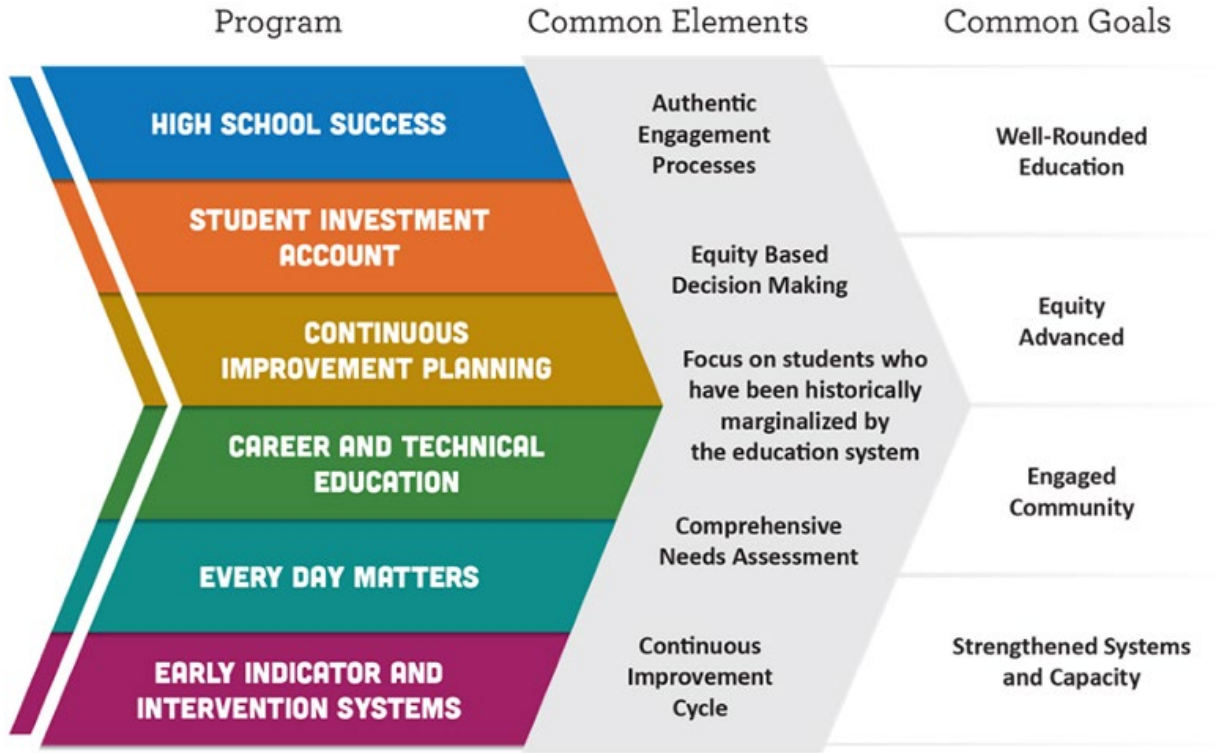 Program
Common Elements
Common Goals
HIGH SCHOOL SUCCESS
STUDENT INVESTMENT
ACCOUNT
CONTINUOUS
IMPROVEMENT PLANNING
CAREER AND TECHNICAL
EDUCATION
EVERY DAY MATTERS
EARLY INDICATOR AND
INTERVENTION SYSTEMS
Authentic
Engagement
Processes
Equity Based
Decision Making
Focus on students who
have been historically
marginalized by
the education system
Comprehensive
Needs Assessment
Continuous
Improvement
Cycle
Well-Rounded
Education
Equity
Advanced
Engaged
Community
Strengthened Systems
and Capacity